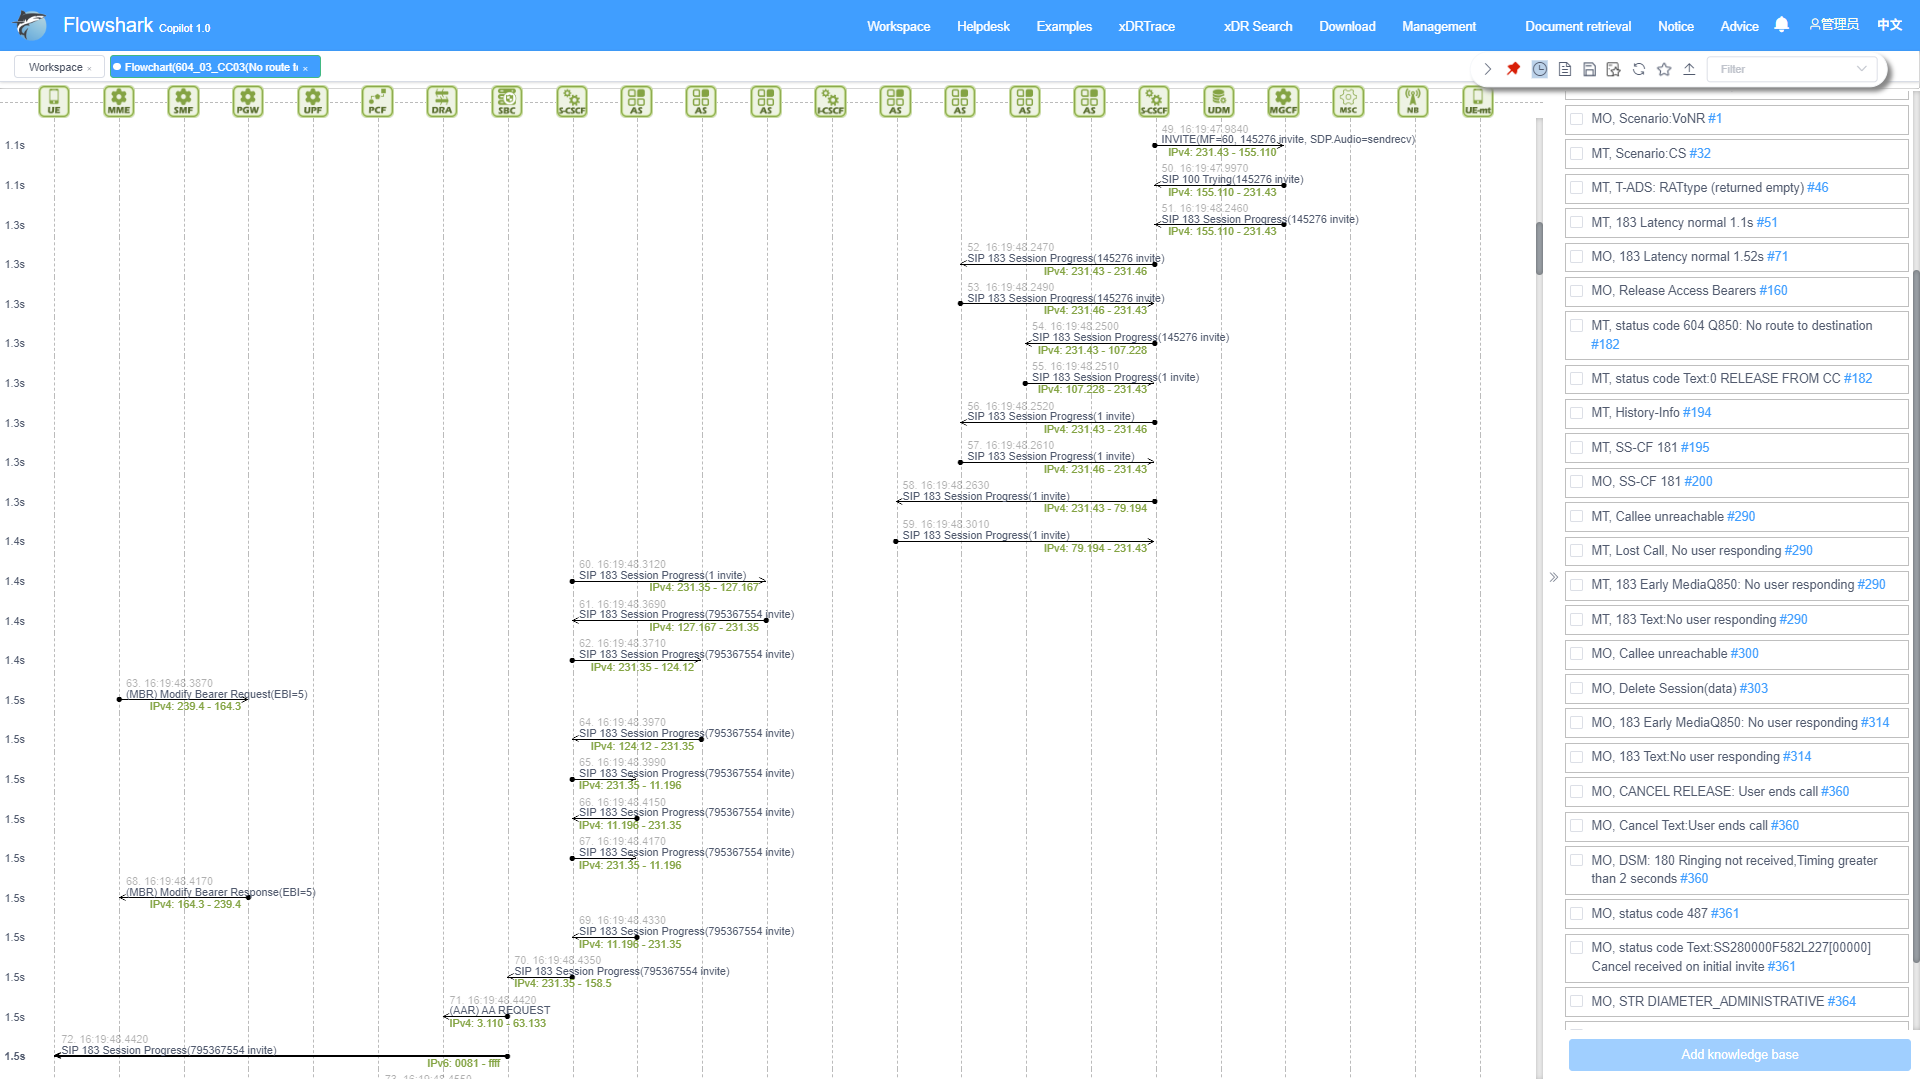 Flowshark Copilot 1.0
Workspace Helpdesk Examples xDRTrace xDR Search Download Management Document retrieval Notice Advice 管理员 中文
Workspace × Flowchart(604_03_CC03(No route t ×
Filter
UE MME SMF PGW UPF PCF DRA SBC S-CSCF AS AS AS I-CSCF AS AS AS AS S-CSCF UDM MGCF MSC NB UE-mt
49. 16:19:47.9840
1.1s INVITE(MF=60, 145276 invite, SDP.Audio=sendrecv)
IPv4: 231.43 - 155.110
50. 16:19:47.9970
1.1s SIP 100 Trying(145276 invite)
IPv4: 155.110 - 231.43
51. 16:19:48.2460
1.3s SIP 183 Session Progress(145276 invite)
IPv4: 155.110 - 231.43
52. 16:19:48.2470
1.3s SIP 183 Session Progress(145276 invite)
IPv4: 231.43 - 231.46
53. 16:19:48.2490
1.3s SIP 183 Session Progress(145276 invite)
IPv4: 231.46 - 231.43
54. 16:19:48.2500
1.3s SIP 183 Session Progress(145276 invite)
IPv4: 231.43 - 107.228
55. 16:19:48.2510
1.3s SIP 183 Session Progress(1 invite)
IPv4: 107.228 - 231.43
56. 16:19:48.2520
1.3s SIP 183 Session Progress(1 invite)
IPv4: 231.43 - 231.46
57. 16:19:48.2610
1.3s SIP 183 Session Progress(1 invite)
IPv4: 231.46 - 231.43
58. 16:19:48.2630
1.3s SIP 183 Session Progress(1 invite)
IPv4: 231.43 - 79.194
59. 16:19:48.3010
1.4s SIP 183 Session Progress(1 invite)
IPv4: 79.194 - 231.43
60. 16:19:48.3120
1.4s SIP 183 Session Progress(1 invite)
IPv4: 231.35 - 127.167
61. 16:19:48.3690
1.4s SIP 183 Session Progress(795367554 invite)
IPv4: 127.167 - 231.35
62. 16:19:48.3710
1.4s SIP 183 Session Progress(795367554 invite)
IPv4: 231.35 - 124.12
63. 16:19:48.3870
1.5s (MBR) Modify Bearer Request(EBI=5)
IPv4: 239.4 - 164.3
64. 16:19:48.3970
1.5s SIP 183 Session Progress(795367554 invite)
IPv4: 124.12 - 231.35
65. 16:19:48.3990
1.5s SIP 183 Session Progress(795367554 invite)
IPv4: 231.35 - 11.196
66. 16:19:48.4150
1.5s SIP 183 Session Progress(795367554 invite)
IPv4: 11.196 - 231.35
67. 16:19:48.4170
1.5s SIP 183 Session Progress(795367554 invite)
IPv4: 231.35 - 11.196
68. 16:19:48.4170
1.5s (MBR) Modify Bearer Response(EBI=5)
IPv4: 164.3 - 239.4
69. 16:19:48.4330
1.5s SIP 183 Session Progress(795367554 invite)
IPv4: 11.196 - 231.35
70. 16:19:48.4350
1.5s SIP 183 Session Progress(795367554 invite)
IPv4: 231.35 - 158.5
71. 16:19:48.4420
1.5s (AAR) AA REQUEST
IPv4: 3.110 - 63.133
72. 16:19:48.4420
1.5s SIP 183 Session Progress(795367554 invite)
IPv6: 0081 - ffff
73. 16:19:48.4550
MO, Scenario:VoNR #1
MT, Scenario:CS #32
MT, T-ADS: RATtype (returned empty) #46
MT, 183 Latency normal 1.1s #51
MO, 183 Latency normal 1.52s #71
MO, Release Access Bearers #160
MT, status code 604 Q850: No route to destination
#182
MT, status code Text:0 RELEASE FROM CC #182
MT, History-Info #194
MT, SS-CF 181 #195
MO, SS-CF 181 #200
MT, Callee unreachable #290
MT, Lost Call, No user responding #290
MT, 183 Early MediaQ850: No user responding #290
MT, 183 Text:No user responding #290
MO, Callee unreachable #300
MO, Delete Session(data) #303
MO, 183 Early MediaQ850: No user responding #314
MO, 183 Text:No user responding #314
MO, CANCEL RELEASE: User ends call #360
MO, Cancel Text:User ends call #360
MO, DSM: 180 Ringing not received,Timing greater
than 2 seconds #360
MO, status code 487 #361
MO, status code Text:SS280000F582L227[00000]
Cancel received on initial invite #361
MO, STR DIAMETER_ADMINISTRATIVE #364
Add knowledge base